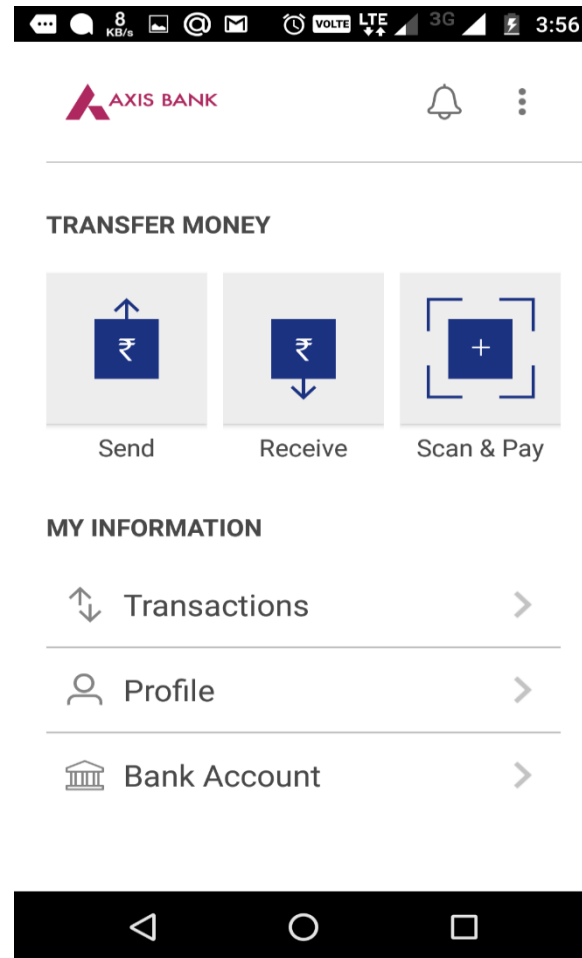 8 KB/s VOLTE LTE 3G 3:56
AXIS BANK
TRANSFER MONEY
₹ ₹ +
Send Receive Scan & Pay
MY INFORMATION
Transactions
Profile
Bank Account